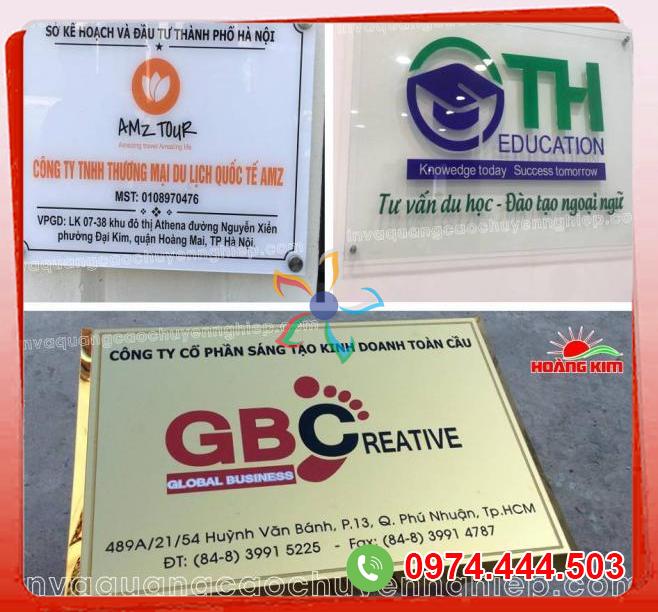 SỞ KẾ HOẠCH VÀ ĐẦU TƯ THÀNH PHỐ HÀ NỘI
AMZ TOUR
Amazing travel Amazing life
CÔNG TY TNHH THƯƠNG MẠI DU LỊCH QUỐC TẾ AMZ
MST: 0108970476
VPGD: LK 07-38 khu đô thị Athena đường Nguyễn Xiển
phường Đại Kim, quận Hoàng Mai, TP Hà Nội.
TH
EDUCATION
Knowedge today Success tomorrow
Tư vấn du học - Đào tạo ngoại ngữ
invaquangcaochuyennghiep.com
CÔNG TY CỔ PHẦN SÁNG TẠO KINH DOANH TOÀN CẦU
HOÀNG KIM
GBCREATIVE
GLOBAL BUSINESS
489A/21/54 Huỳnh Văn Bánh, P.13, Q. Phú Nhuận, Tp.HCM
ĐT: (84-8) 3991 5225 - Fax: (84-8) 3991 4787
0974.444.503
invaquangcaochuyennghiep.com